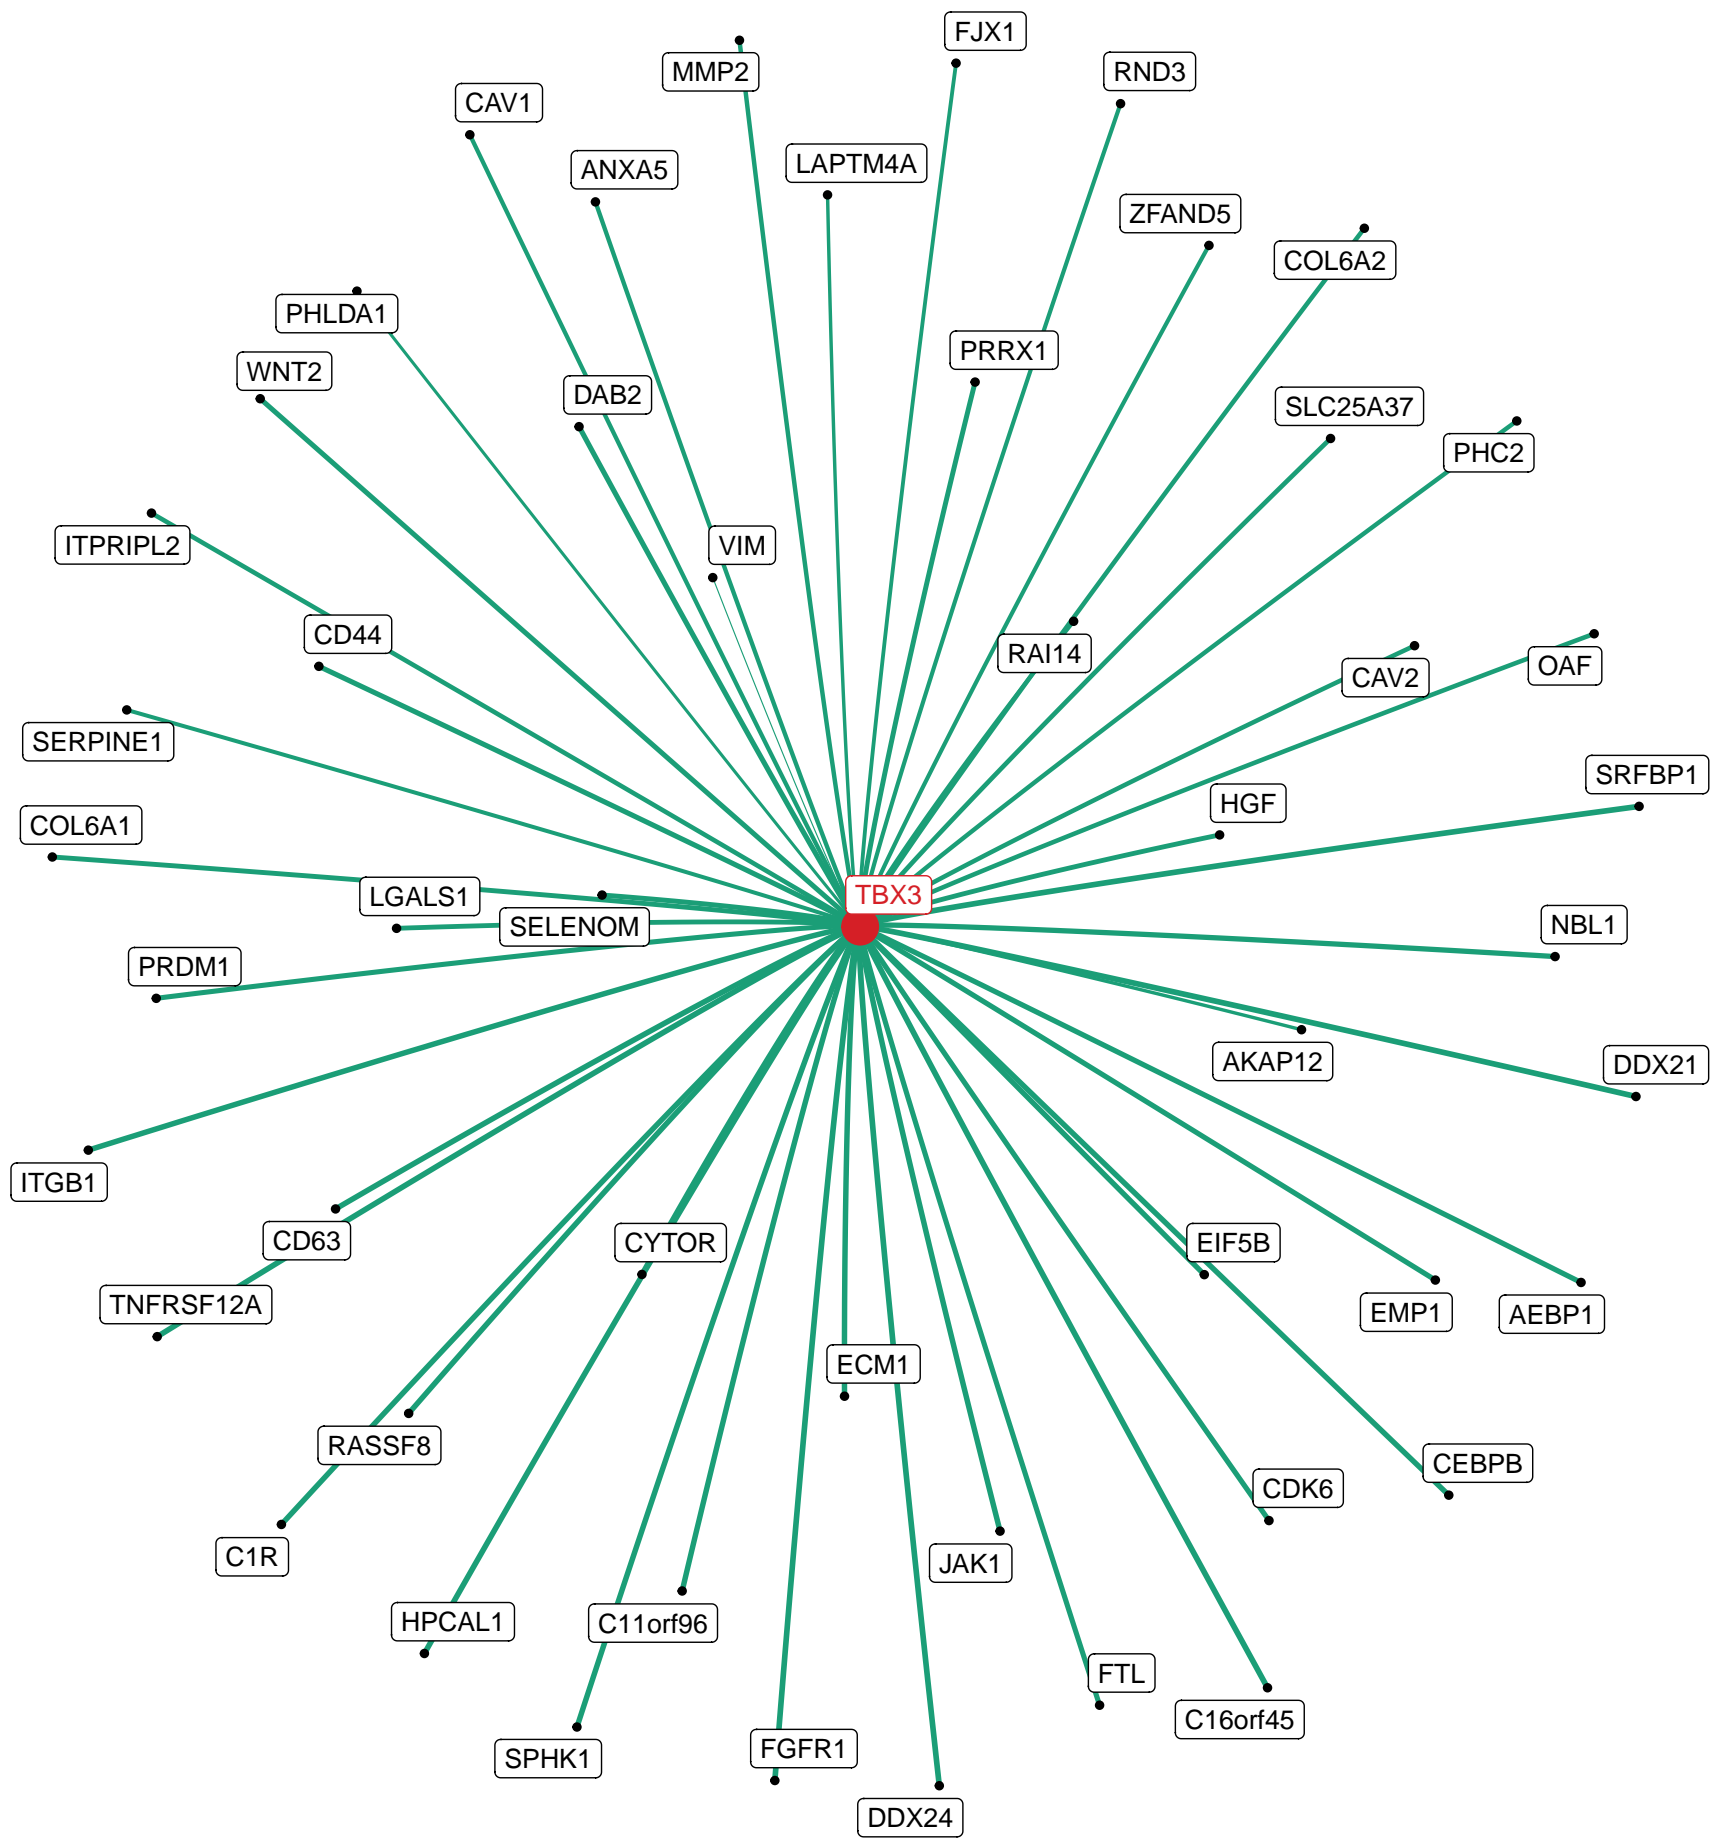 FJX1
MMP2
RND3
CAV1
LAPTM4A
ANXA5
ZFAND5
COL6A2
PHLDA1
PRRX1
WNT2
DAB2
SLC25A37
PHC2
ITPRIPL2
VIM
CD44
RAI14
OAF
CAV2
SERPINE1
SRFBP1
HGF
COL6A1
TBX3
LGALS1
SELENOM
NBL1
PRDM1
AKAP12
DDX21
ITGB1
CD63
CYTOR
EIF5B
TNFRSF12A
EMP1
AEBP1
ECM1
RASSF8
CEBPB
CDK6
C1R
JAK1
HPCAL1
C11orf96
FTL
C16orf45
FGFR1
SPHK1
DDX24